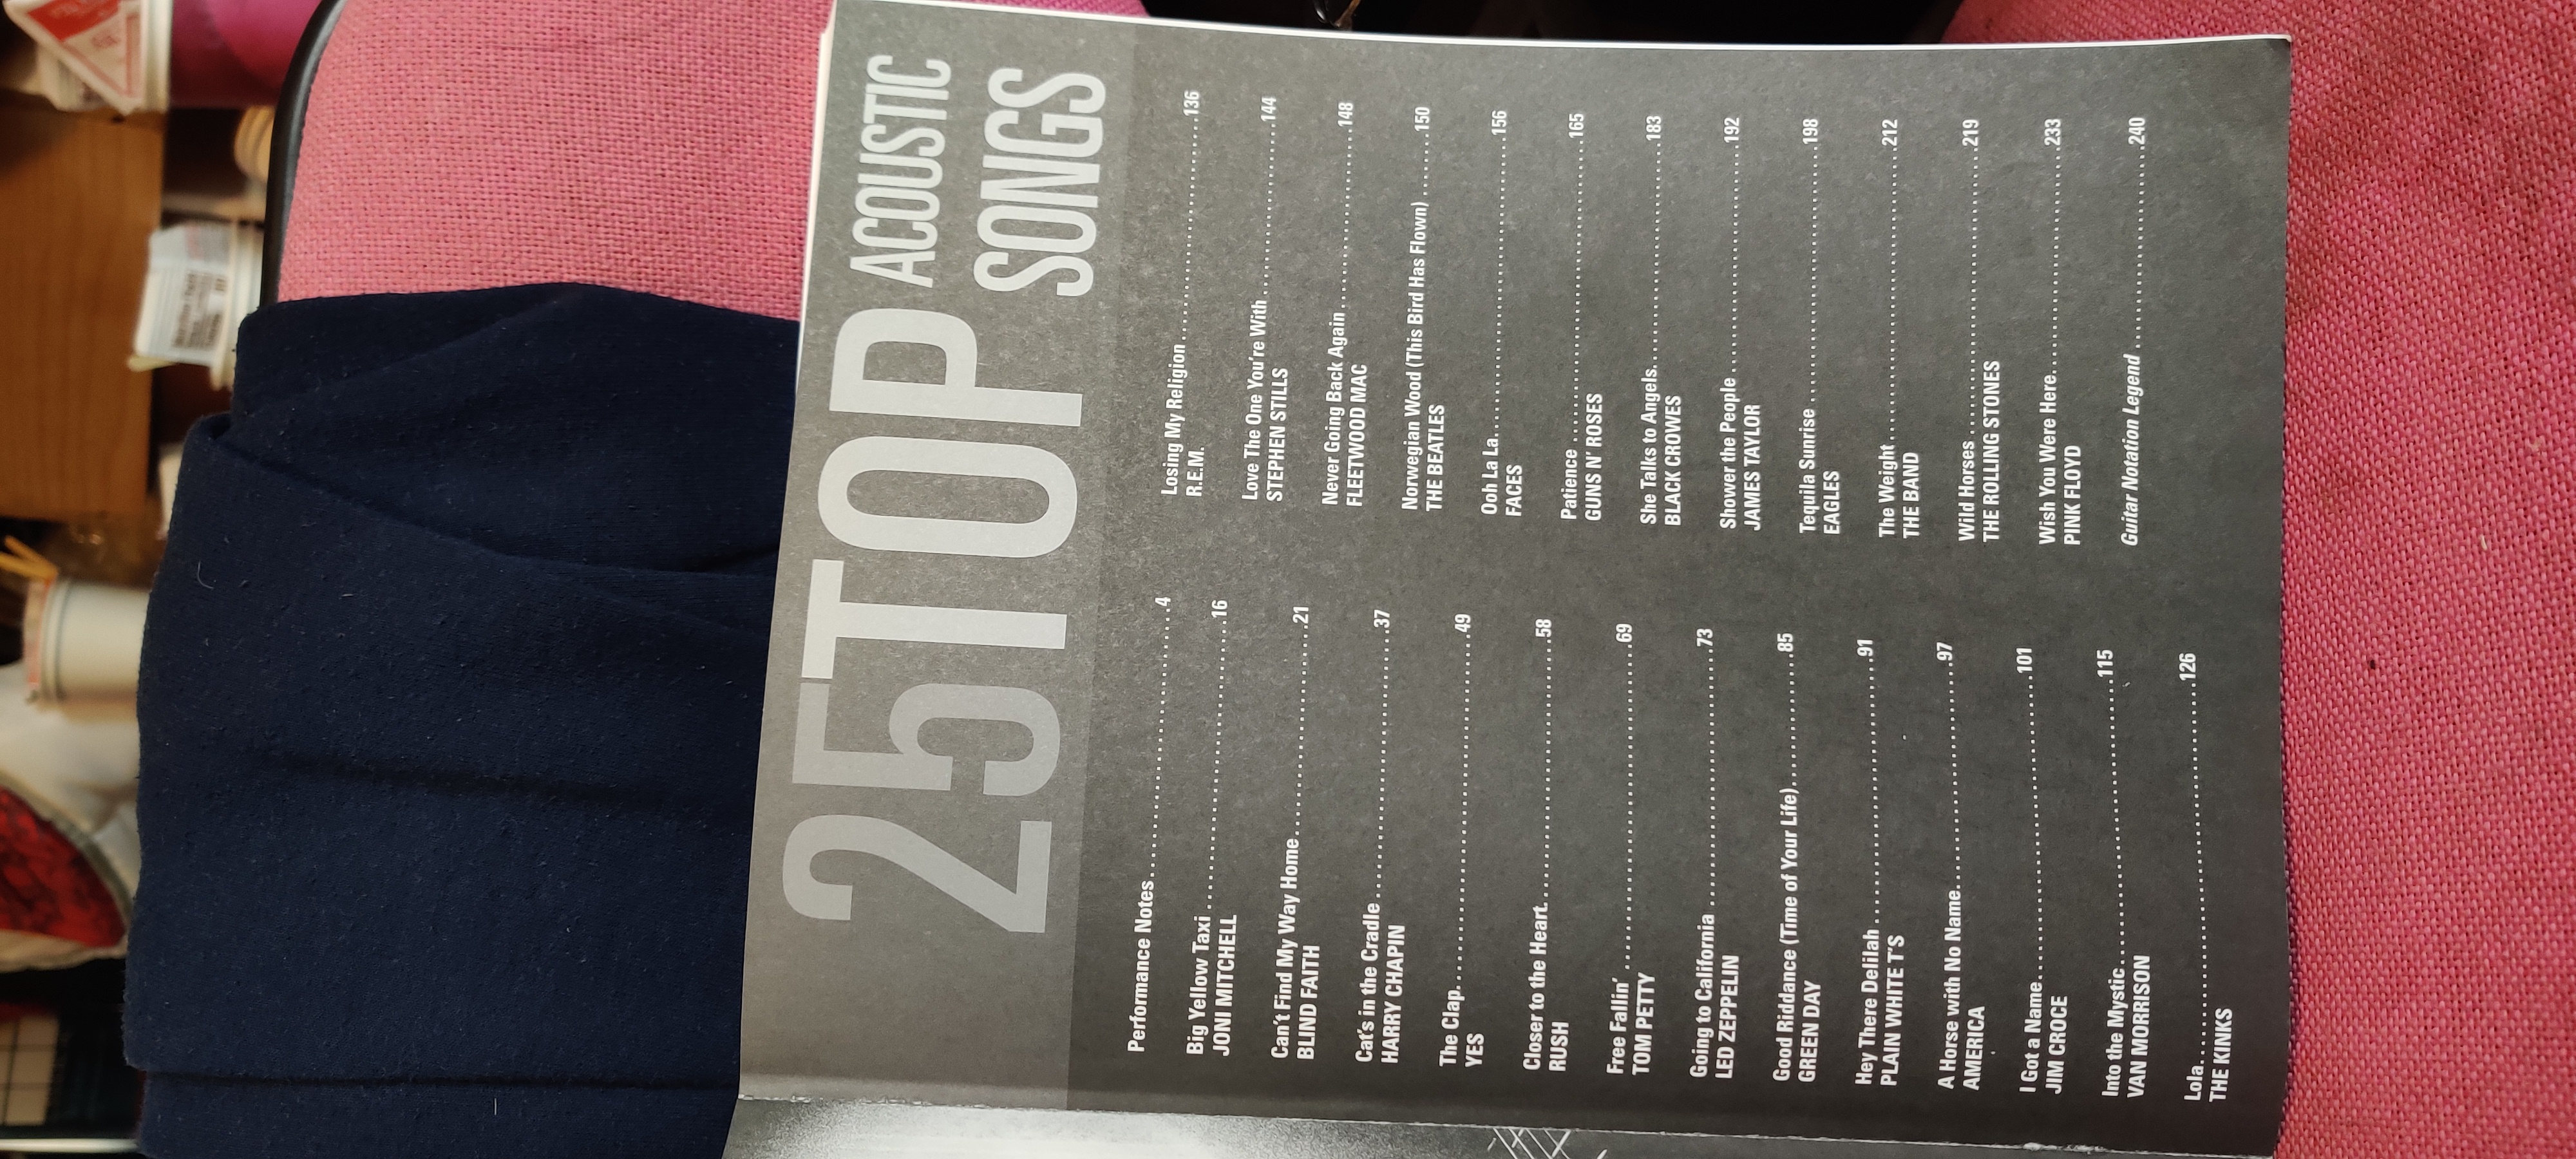 25 TOP ACOUSTIC
SONGS
Performance Notes............................4
Big Yellow Taxi..............................16
JONI MITCHELL
Can't Find My Way Home......................21
BLIND FAITH
Cat's in the Cradle..........................37
HARRY CHAPIN
The Clap.....................................49
YES
Closer to the Heart..........................58
RUSH
Free Fallin'.................................69
TOM PETTY
Going to California..........................73
LED ZEPPELIN
Good Riddance (Time of Your Life)............85
GREEN DAY
Hey There Delilah............................91
PLAIN WHITE T'S
A Horse with No Name.........................97
AMERICA
I Got a Name.................................101
JIM CROCE
Into the Mystic..............................115
VAN MORRISON
Lola.........................................126
THE KINKS
Losing My Religion...........................136
R.E.M.
Love The One You're With.....................144
STEPHEN STILLS
Never Going Back Again.......................148
FLEETWOOD MAC
Norwegian Wood (This Bird Has Flown)........150
THE BEATLES
Ooh La La....................................156
FACES
Patience.....................................165
GUNS N' ROSES
She Talks to Angels..........................183
BLACK CROWES
Shower the People............................192
JAMES TAYLOR
Tequila Sunrise..............................198
EAGLES
The Weight...................................212
THE BAND
Wild Horses..................................219
THE ROLLING STONES
Wish You Were Here...........................233
PINK FLOYD
Guitar Notation Legend.......................240